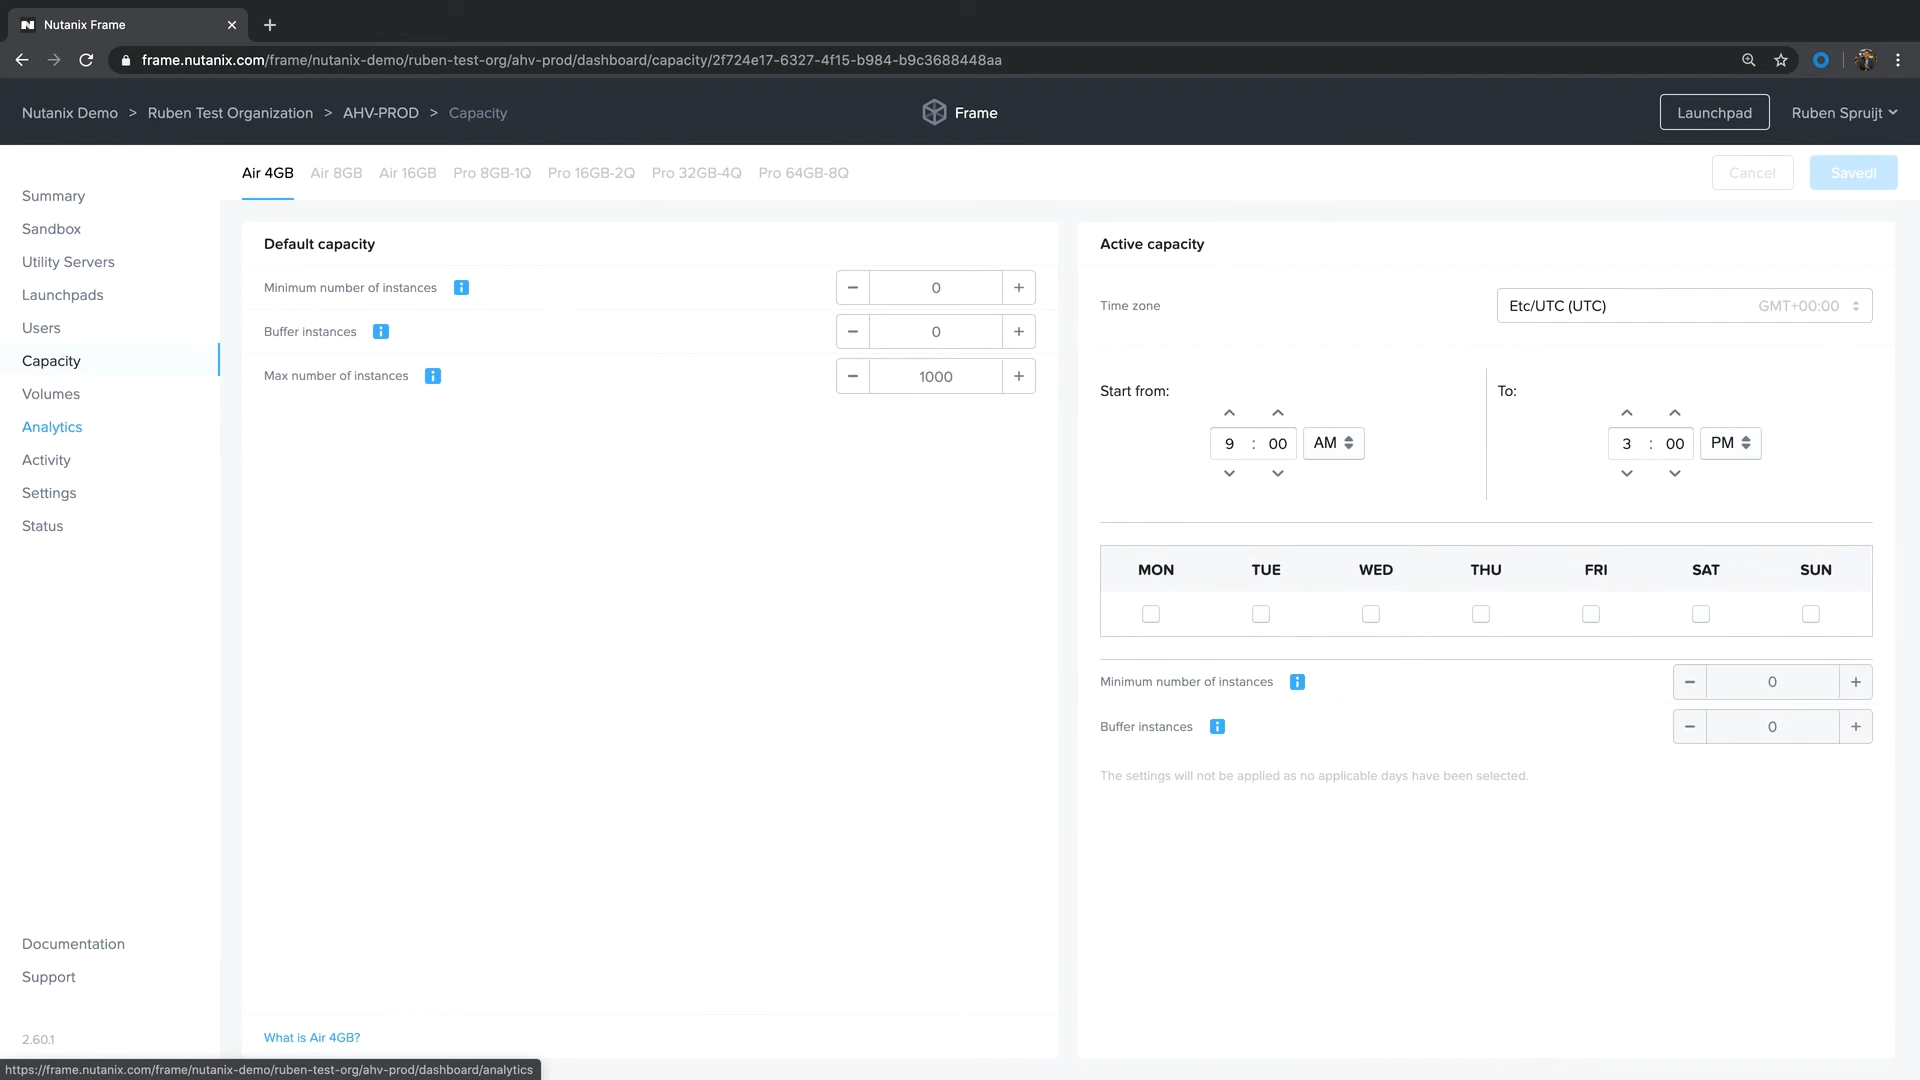 Nutanix Frame
frame.nutanix.com/frame/nutanix-demo/ruben-test-org/ahv-prod/dashboard/capacity/2f724e17-6327-4f15-b984-b9c3688448aa
Nutanix Demo > Ruben Test Organization > AHV-PROD > Capacity
Frame
Launchpad
Ruben Spruijt
Air 4GB Air 8GB Air 16GB Pro 8GB-1Q Pro 16GB-2Q Pro 32GB-4Q Pro 64GB-8Q
Cancel
Saved!
Summary
Sandbox
Utility Servers
Launchpads
Users
Capacity
Volumes
Analytics
Activity
Settings
Status
Documentation
Support
2.60.1
Default capacity
Minimum number of instances
− 0 +
Buffer instances
− 0 +
Max number of instances
− 1000 +
What is Air 4GB?
Active capacity
Time zone
Etc/UTC (UTC) GMT+00:00
Start from:
9 : 00 AM
To:
3 : 00 PM
MON TUE WED THU FRI SAT SUN
Minimum number of instances
− 0 +
Buffer instances
− 0 +
The settings will not be applied as no applicable days have been selected.
https://frame.nutanix.com/frame/nutanix-demo/ruben-test-org/ahv-prod/dashboard/analytics